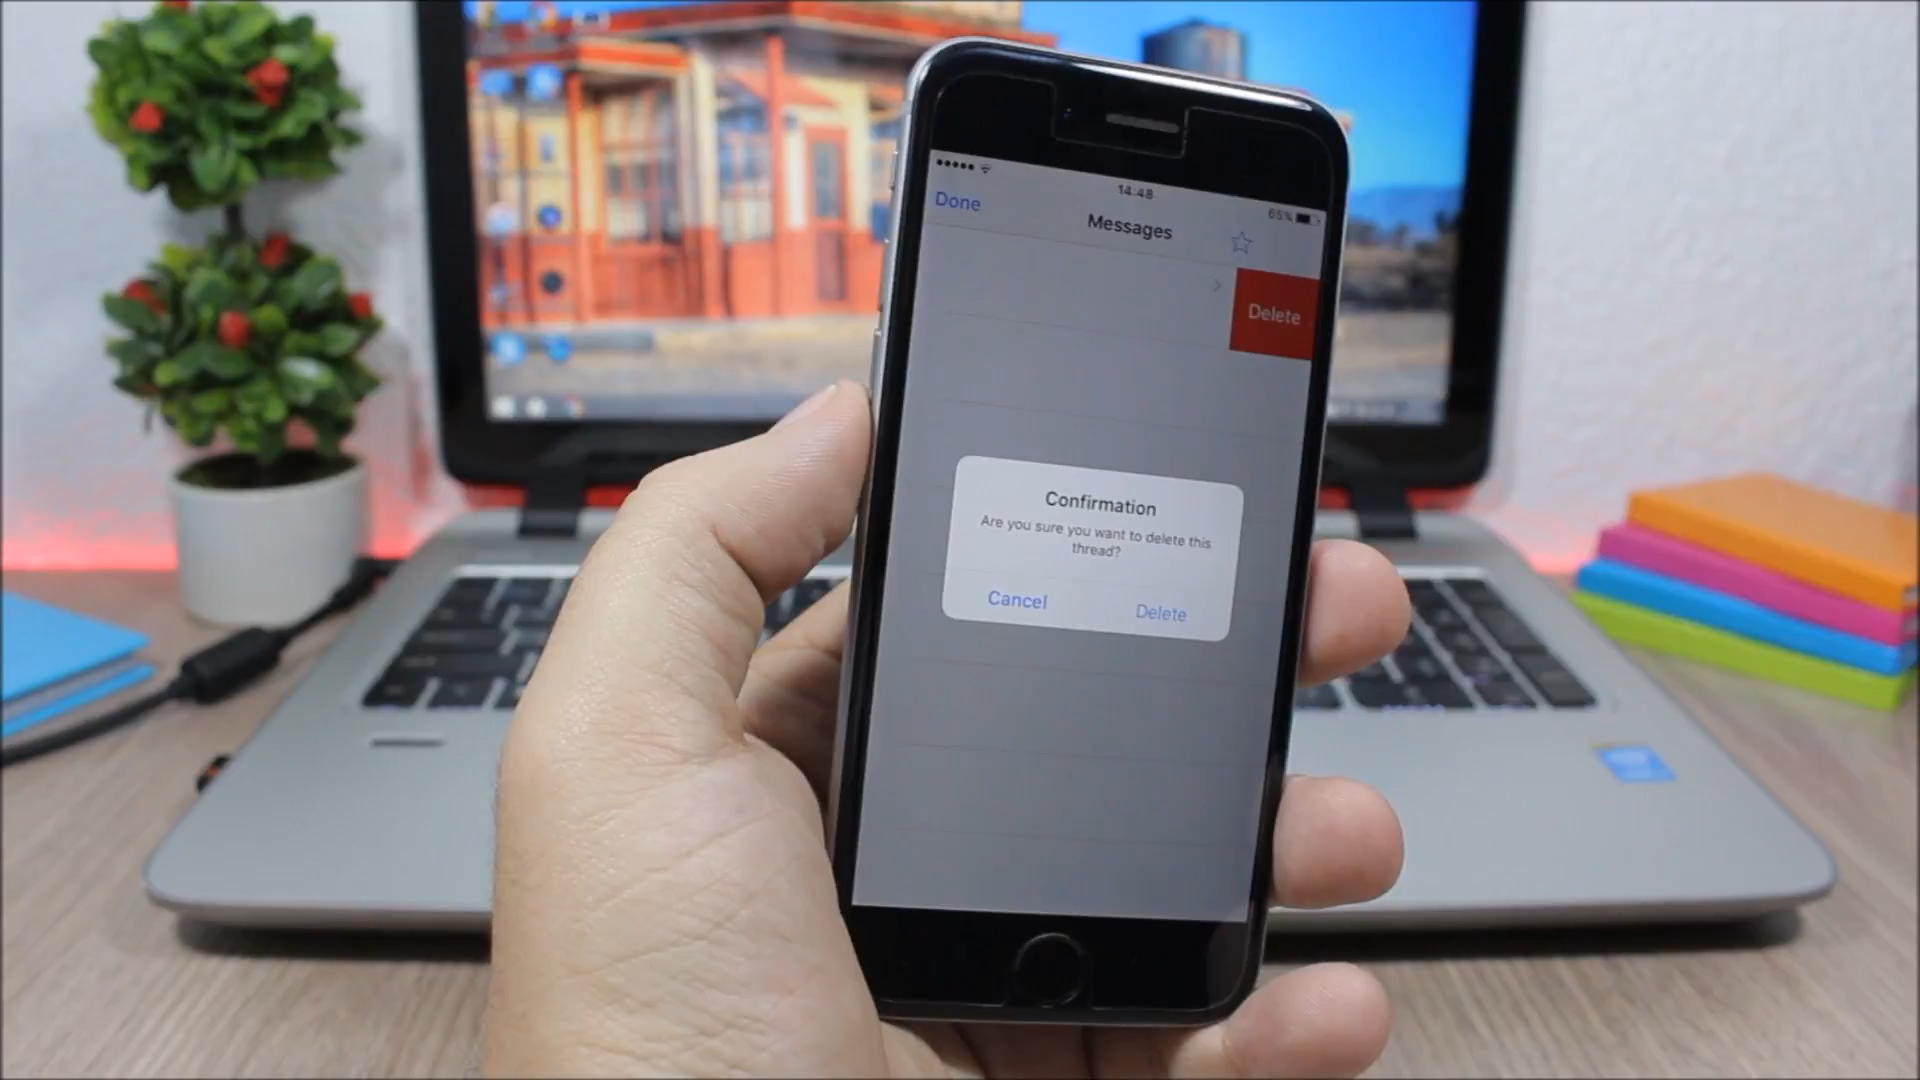 14:48
65%
Done
Messages
Delete
Confirmation
Are you sure you want to delete this
thread?
Cancel
Delete